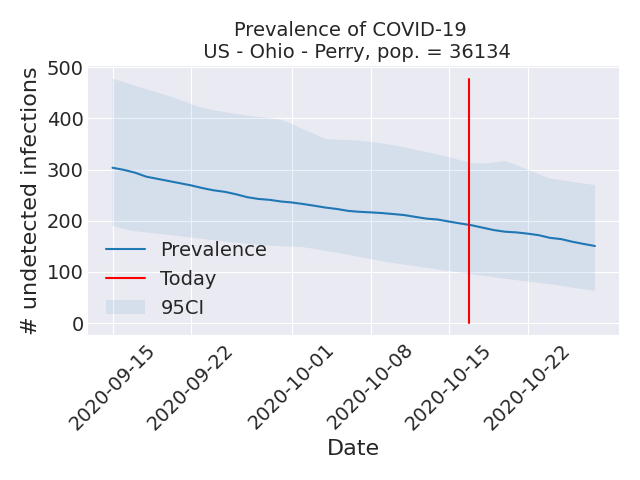 Prevalence of COVID-19
US - Ohio - Perry, pop. = 36134
# undetected infections
500
400
300
200
100
0
Prevalence
Today
95CI
2020-09-15
2020-09-22
2020-10-01
2020-10-08
2020-10-15
2020-10-22
Date